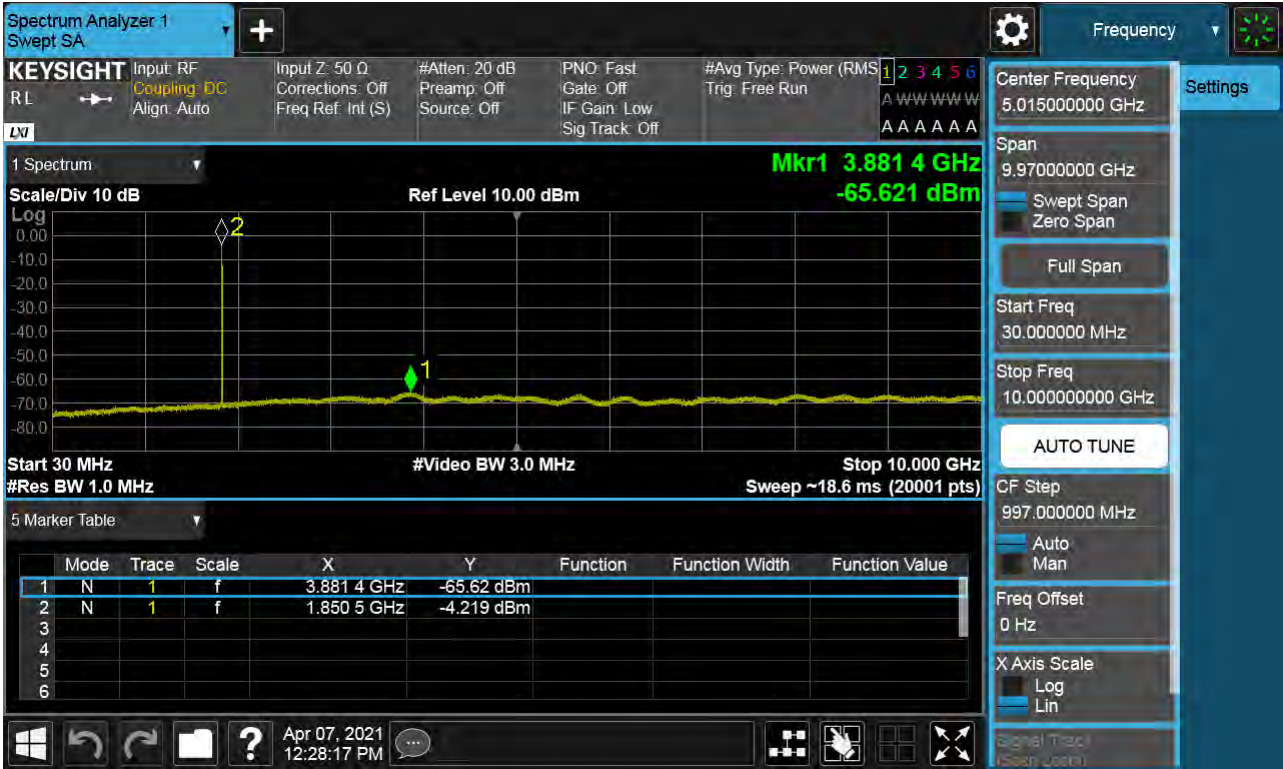 Spectrum Analyzer 1
Swept SA
+
Frequency
KEYSIGHT
RL
LXI
Input: RF
Coupling: DC
Align: Auto
Input Z: 50 Ω
Corrections: Off
Freq Ref: Int (S)
#Atten: 20 dB
Preamp: Off
Source: Off
PNO: Fast
Gate: Off
IF Gain: Low
Sig Track: Off
#Avg Type: Power (RMS
Trig: Free Run
1 2 3 4 5 6
A W W W W W
A A A A A A
1 Spectrum
Mkr1 3.881 4 GHz
-65.621 dBm
Scale/Div 10 dB
Ref Level 10.00 dBm
Log
0.00
-10.0
-20.0
-30.0
-40.0
-50.0
-60.0
-70.0
-80.0
2
1
Start 30 MHz
#Video BW 3.0 MHz
Stop 10.000 GHz
#Res BW 1.0 MHz
Sweep ~18.6 ms (20001 pts)
5 Marker Table
Mode Trace Scale X Y Function Function Width Function Value
1 N 1 f 3.881 4 GHz -65.62 dBm
2 N 1 f 1.850 5 GHz -4.219 dBm
3
4
5
6
?
Apr 07, 2021
12:28:17 PM
Center Frequency
5.015000000 GHz
Settings
Span
9.97000000 GHz
Swept Span
Zero Span
Full Span
Start Freq
30.000000 MHz
Stop Freq
10.000000000 GHz
AUTO TUNE
CF Step
997.000000 MHz
Auto
Man
Freq Offset
0 Hz
X Axis Scale
Log
Lin
Signal Track
(Span Zoom)